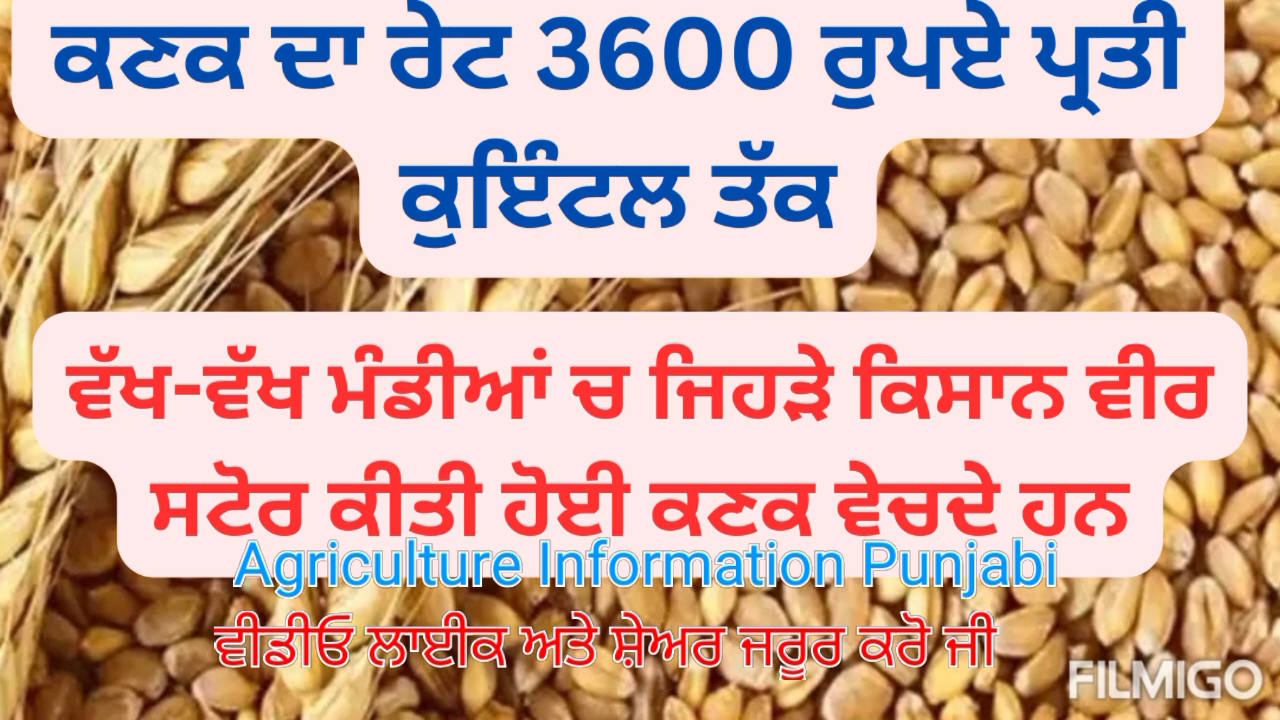 ਕਣਕ ਦਾ ਰੇਟ 3600 ਰੁਪਏ ਪ੍ਰਤੀ
ਕੁਇੰਟਲ ਤੱਕ
ਵੱਖ-ਵੱਖ ਮੰਡੀਆਂ ਚ ਜਿਹੜੇ ਕਿਸਾਨ ਵੀਰ
ਸਟੋਰ ਕੀਤੀ ਹੋਈ ਕਣਕ ਵੇਚਦੇ ਹਨ
Agriculture Information Punjabi
ਵੀਡੀਓ ਲਾਈਕ ਅਤੇ ਸ਼ੇਅਰ ਜਰੂਰ ਕਰੋ ਜੀ
FILMIGO